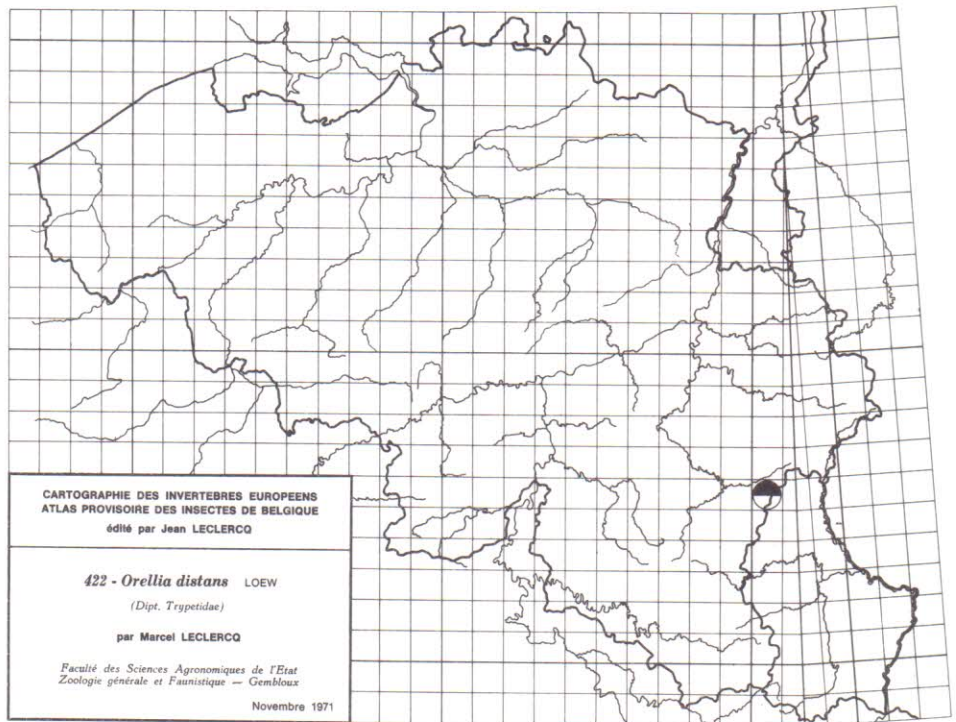 CARTOGRAPHIE DES INVERTEBRES EUROPEENS
ATLAS PROVISOIRE DES INSECTES DE BELGIQUE
édité par Jean LECLERCQ
422 - Orellia distans LOEW
(Dipt. Trypetidae)
par Marcel LECLERCQ
Faculté des Sciences Agronomiques de l'Etat
Zoologie générale et Faunistique — Gembloux
Novembre 1971